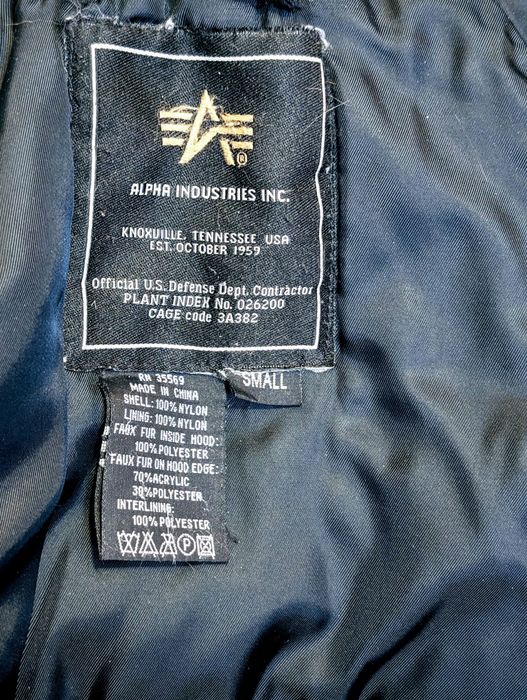 ALPHA INDUSTRIES INC.
KNOXVILLE, TENNESSEE USA
EST. OCTOBER 1959
Official U.S. Defense Dept. Contractor
PLANT INDEX No. 026200
CAGE code 3A382
SMALL
RN 35569
MADE IN CHINA
SHELL: 100% NYLON
LINING: 100% NYLON
FAUX FUR INSIDE HOOD:
100% POLYESTER
FAUX FUR ON HOOD EDGE:
70% ACRYLIC
30% POLYESTER
INTERLINING:
100% POLYESTER
P